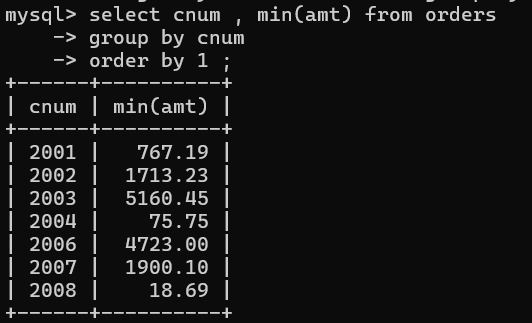 mysql> select cnum , min(amt) from orders
    -> group by cnum
    -> order by 1 ;
+------+----------+
| cnum | min(amt) |
+------+----------+
| 2001 |   767.19 |
| 2002 |  1713.23 |
| 2003 |  5160.45 |
| 2004 |    75.75 |
| 2006 |  4723.00 |
| 2007 |  1900.10 |
| 2008 |    18.69 |
+------+----------+